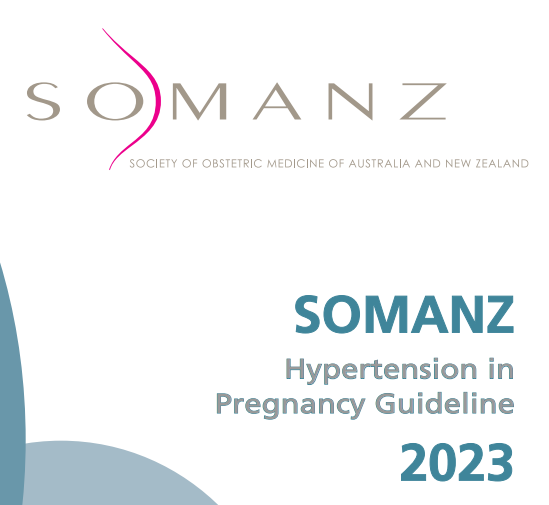 SOMANZ
SOCIETY OF OBSTETRIC MEDICINE OF AUSTRALIA AND NEW ZEALAND
SOMANZ
Hypertension in
Pregnancy Guideline
2023